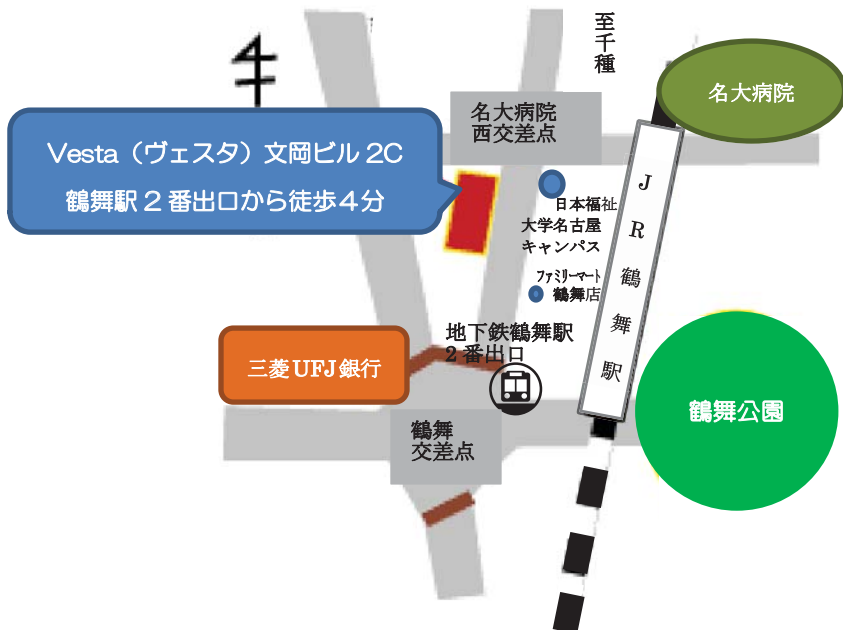 至千種
名大病院
名大病院
西交差点
Vesta（ヴェスタ）文岡ビル 2C
鶴舞駅 2 番出口から徒歩４分
日本福祉
大学名古屋
キャンパス
ファミリーマート
鶴舞店
JR鶴舞駅
地下鉄鶴舞駅
2 番出口
三菱 UFJ 銀行
鶴舞公園
鶴舞
交差点